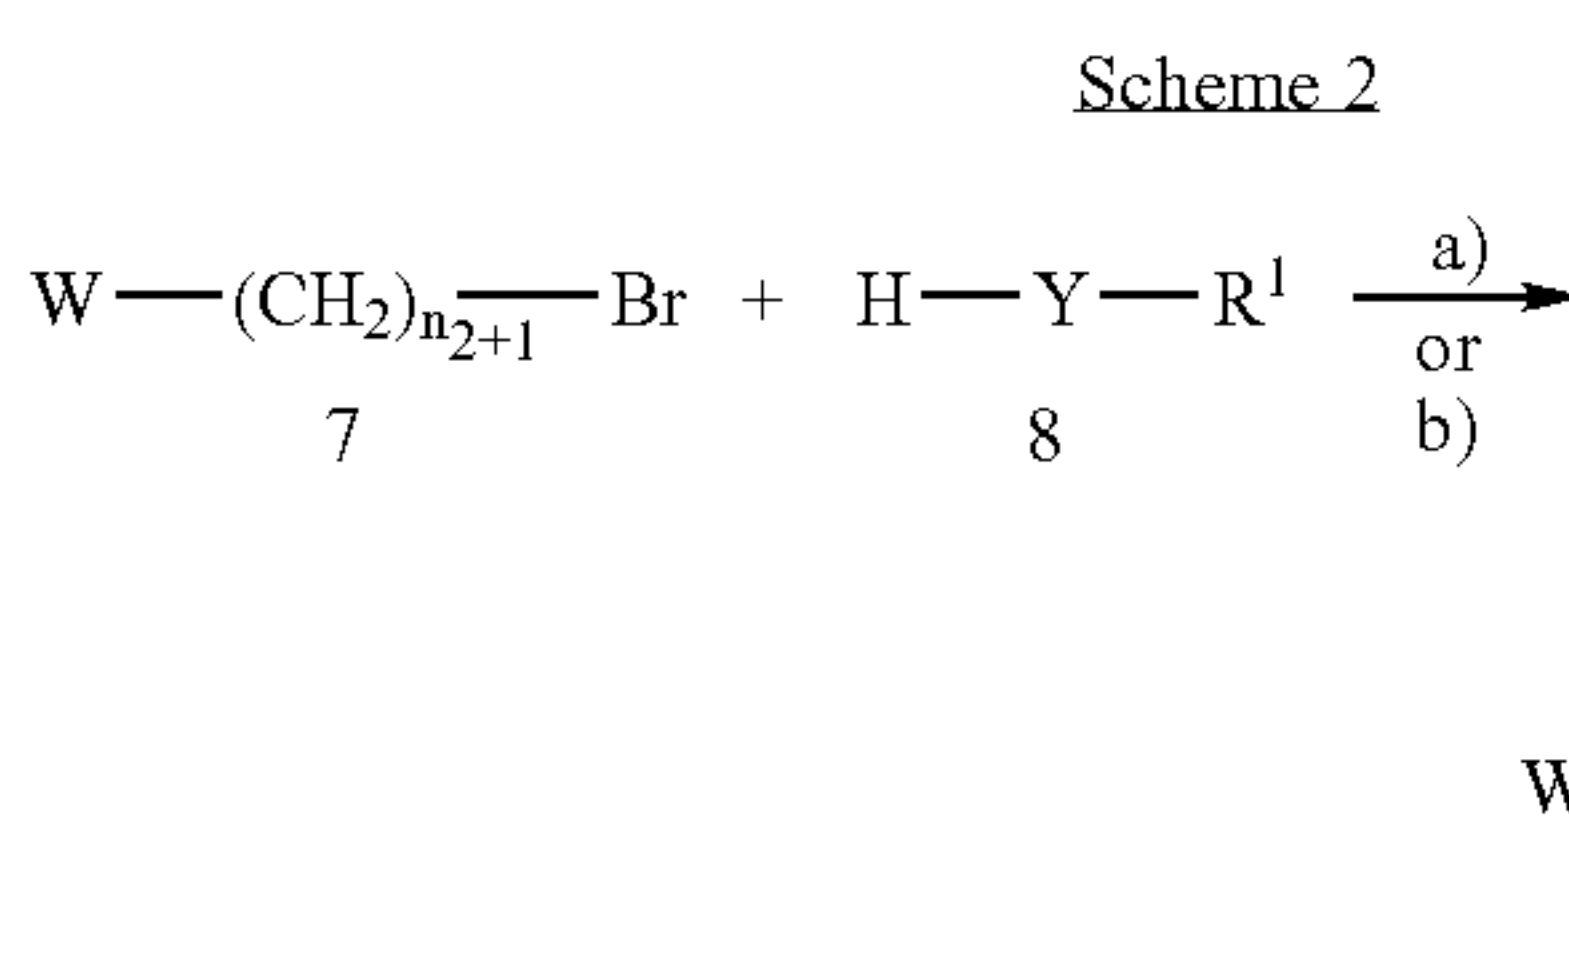 Scheme 2
W—(CH₂)n₂₊₁—Br + H—Y—R¹ a)
or
7 8 b)
W